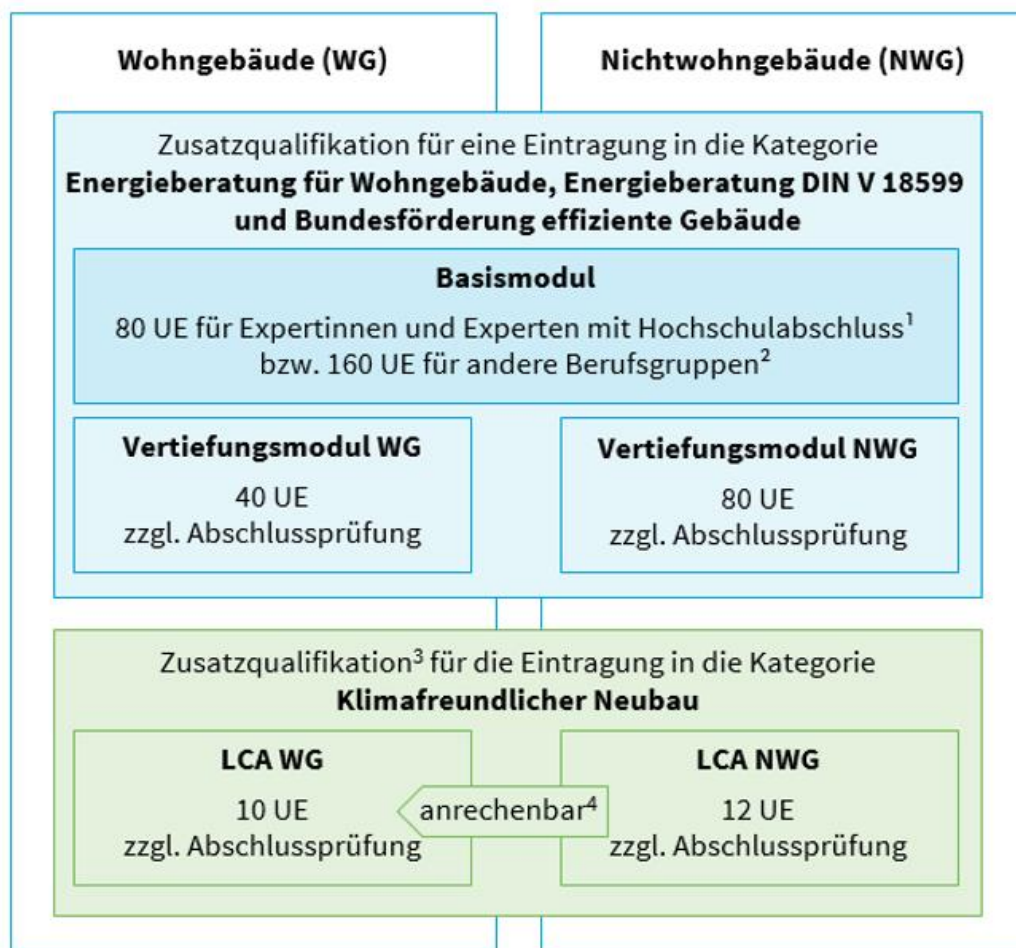 Wohngebäude (WG)
Nichtwohngebäude (NWG)
Zusatzqualifikation für eine Eintragung in die Kategorie
Energieberatung für Wohngebäude, Energieberatung DIN V 18599
und Bundesförderung effiziente Gebäude
Basismodul
80 UE für Expertinnen und Experten mit Hochschulabschluss¹
bzw. 160 UE für andere Berufsgruppen²
Vertiefungsmodul WG
40 UE
zzgl. Abschlussprüfung
Vertiefungsmodul NWG
80 UE
zzgl. Abschlussprüfung
Zusatzqualifikation³ für die Eintragung in die Kategorie
Klimafreundlicher Neubau
LCA WG
10 UE
zzgl. Abschlussprüfung
anrechenbar⁴
LCA NWG
12 UE
zzgl. Abschlussprüfung